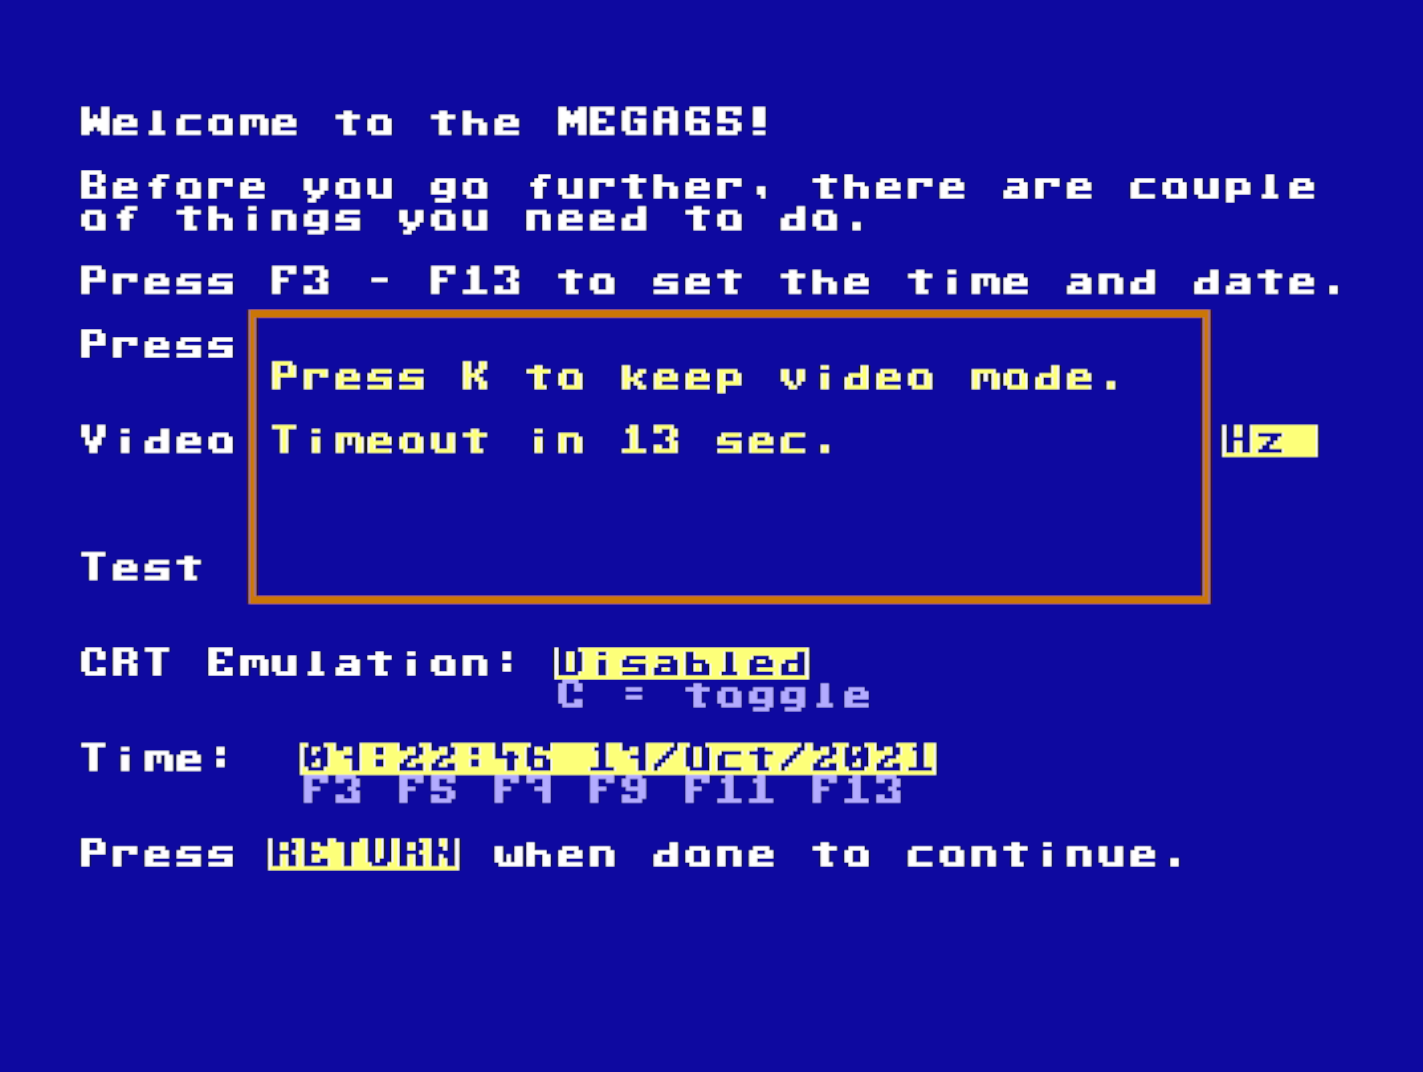 Welcome to the MEGA65!
Before you go further, there are couple
of things you need to do.
Press F3 - F13 to set the time and date.
Press
Press K to keep video mode.
Video
Timeout in 13 sec.
Hz
Test
CRT Emulation: Disabled
C = toggle
Time: 07:22:46 17/Oct/2021
F3 F5 F7 F9 F11 F13
Press RETURN when done to continue.